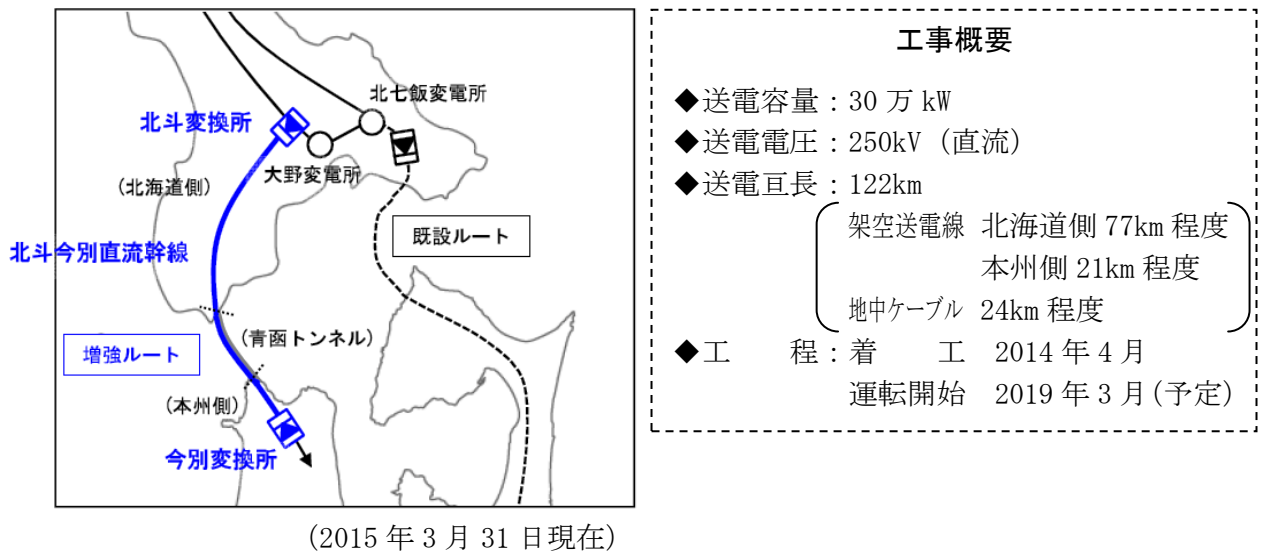 北七飯変電所
北斗変換所
大野変電所
(北海道側)
既設ルート
北斗今別直流幹線
(青函トンネル)
増強ルート
(本州側)
今別変換所
(2015年3月31日現在)
工事概要
◆送電容量:30万kW
◆送電電圧:250kV(直流)
◆送電亘長:122km
架空送電線 北海道側77km程度
本州側21km程度
地中ケーブル 24km程度
◆工 程:着 工 2014年4月
運転開始 2019年3月(予定)